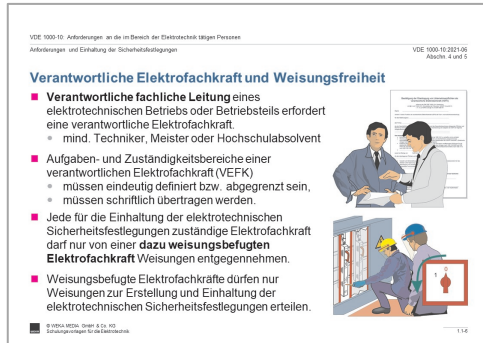 VDE 1000-10: Anforderungen an die im Bereich der Elektrotechnik tätigen Personen
Anforderungen und Einhaltung der Sicherheitsfestlegungen
VDE 1000-10:2021-06
Abschn. 4 und 5
Verantwortliche Elektrofachkraft und Weisungsfreiheit
Verantwortliche fachliche Leitung eines
elektrotechnischen Betriebs oder Betriebsteils erfordert
eine verantwortliche Elektrofachkraft.
mind. Techniker, Meister oder Hochschulabsolvent
Aufgaben- und Zuständigkeitsbereiche einer
verantwortlichen Elektrofachkraft (VEFK)
müssen eindeutig definiert bzw. abgegrenzt sein,
müssen schriftlich übertragen werden.
Jede für die Einhaltung der elektrotechnischen
Sicherheitsfestlegungen zuständige Elektrofachkraft
darf nur von einer dazu weisungsbefugten
Elektrofachkraft Weisungen entgegennehmen.
Weisungsbefugte Elektrofachkräfte dürfen nur
Weisungen zur Erstellung und Einhaltung der
elektrotechnischen Sicherheitsfestlegungen erteilen.
© WEKA MEDIA GmbH & Co. KG
Schulungsvorlagen für die Elektrotechnik
1.1-8